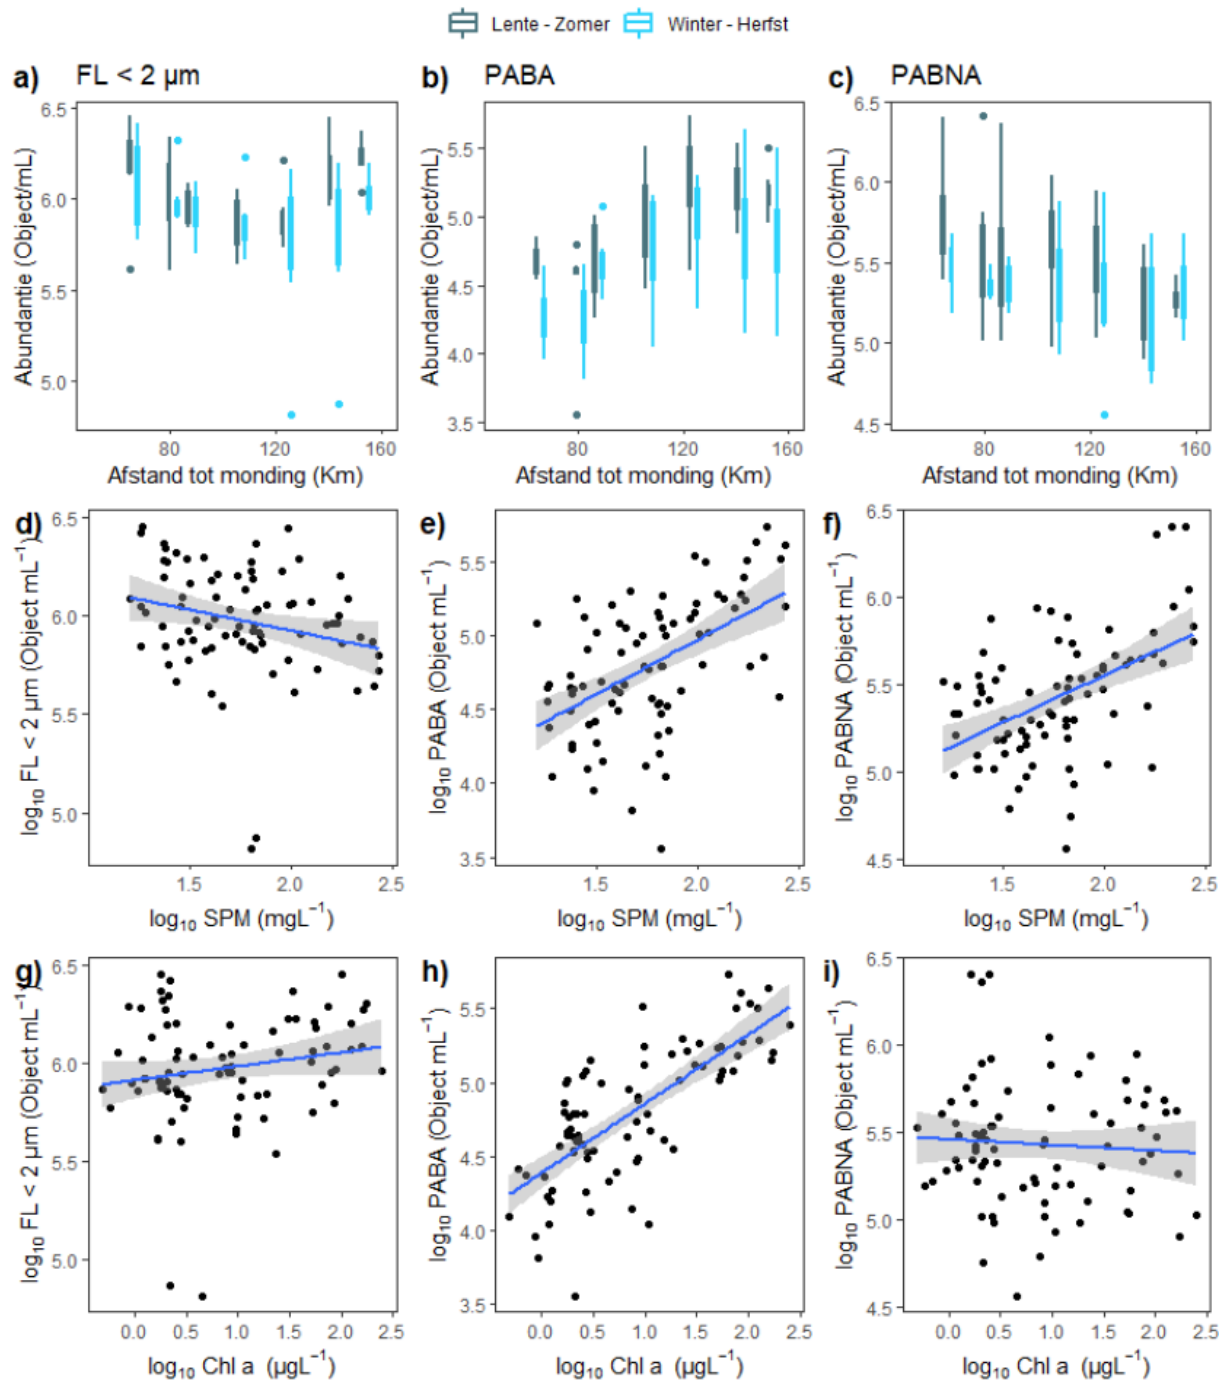 Lente - Zomer Winter - Herfst
a) FL < 2 µm
b) PABA
c) PABNA
Abundantie (Object/mL)
6.5
6.0
5.5
5.0
80 120 160
Afstand tot monding (Km)
Abundantie (Object/mL)
5.5
5.0
4.5
4.0
3.5
80 120 160
Afstand tot monding (Km)
Abundantie (Object/mL)
6.5
6.0
5.5
5.0
4.5
80 120 160
Afstand tot monding (Km)
d)
log₁₀ FL < 2 µm (Object mL⁻¹)
6.5
6.0
5.5
5.0
1.5 2.0 2.5
log₁₀ SPM (mgL⁻¹)
e)
log₁₀ PABA (Object mL⁻¹)
5.5
5.0
4.5
4.0
3.5
1.5 2.0 2.5
log₁₀ SPM (mgL⁻¹)
f)
log₁₀ PABNA (Object mL⁻¹)
6.5
6.0
5.5
5.0
4.5
1.5 2.0 2.5
log₁₀ SPM (mgL⁻¹)
g)
log₁₀ FL < 2 µm (Object mL⁻¹)
6.5
6.0
5.5
5.0
0.0 0.5 1.0 1.5 2.0 2.5
log₁₀ Chl a (µgL⁻¹)
h)
log₁₀ PABA (Object mL⁻¹)
5.5
5.0
4.5
4.0
3.5
0.0 0.5 1.0 1.5 2.0 2.5
log₁₀ Chl a (µgL⁻¹)
i)
log₁₀ PABNA (Object mL⁻¹)
6.5
6.0
5.5
5.0
4.5
0.0 0.5 1.0 1.5 2.0 2.5
log₁₀ Chl a (µgL⁻¹)